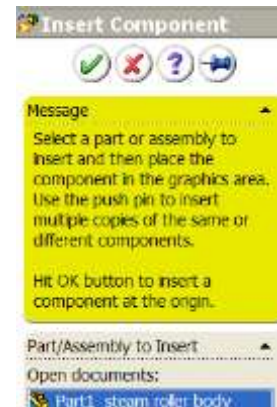 Insert Component
?
Message
Select a part or assembly to
insert and then place the
component in the graphics area.
Use the push pin to insert
multiple copies of the same or
different components.
Hit OK button to insert a
component at the origin.
Part/Assembly to Insert
Open documents:
Part1 steam roller body